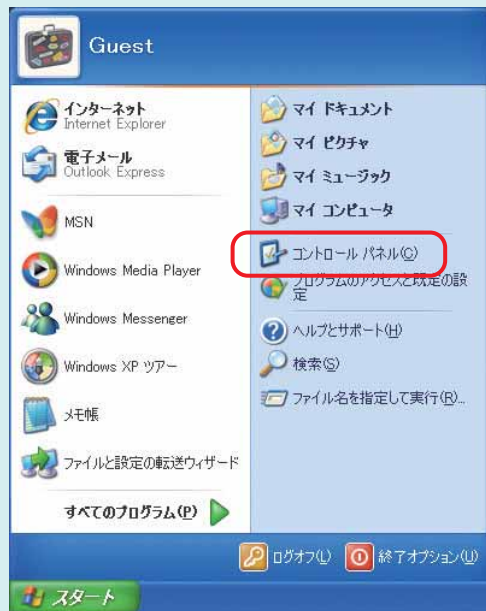 Guest
インターネット
Internet Explorer
電子メール
Outlook Express
MSN
Windows Media Player
Windows Messenger
Windows XP ツアー
メモ帳
ファイルと設定の転送ウィザード
すべてのプログラム(P)
マイ ドキュメント
マイ ピクチャ
マイ ミュージック
マイ コンピュータ
コントロール パネル(C)
プログラムのアクセスと既定の設
定
ヘルプとサポート(H)
検索(S)
ファイル名を指定して実行(R)...
ログオフ(L)
終了オプション(U)
スタート